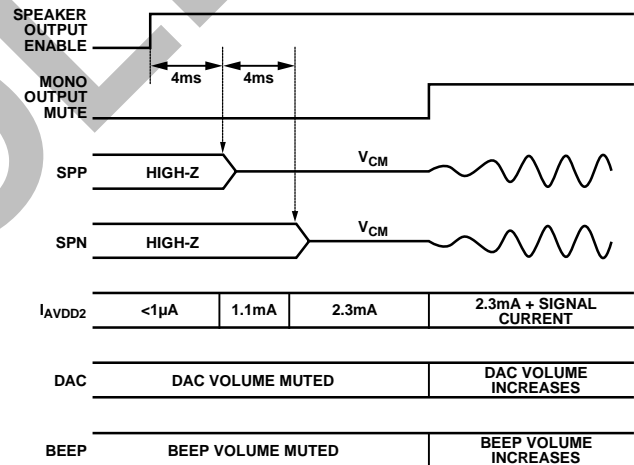 SPEAKER
OUTPUT
ENABLE
4ms 4ms
MONO
OUTPUT
MUTE
SPP HIGH-Z VCM
SPN HIGH-Z VCM
IAVDD2 <1µA 1.1mA 2.3mA 2.3mA + SIGNAL
CURRENT
DAC DAC VOLUME MUTED DAC VOLUME
INCREASES
BEEP BEEP VOLUME MUTED BEEP VOLUME
INCREASES